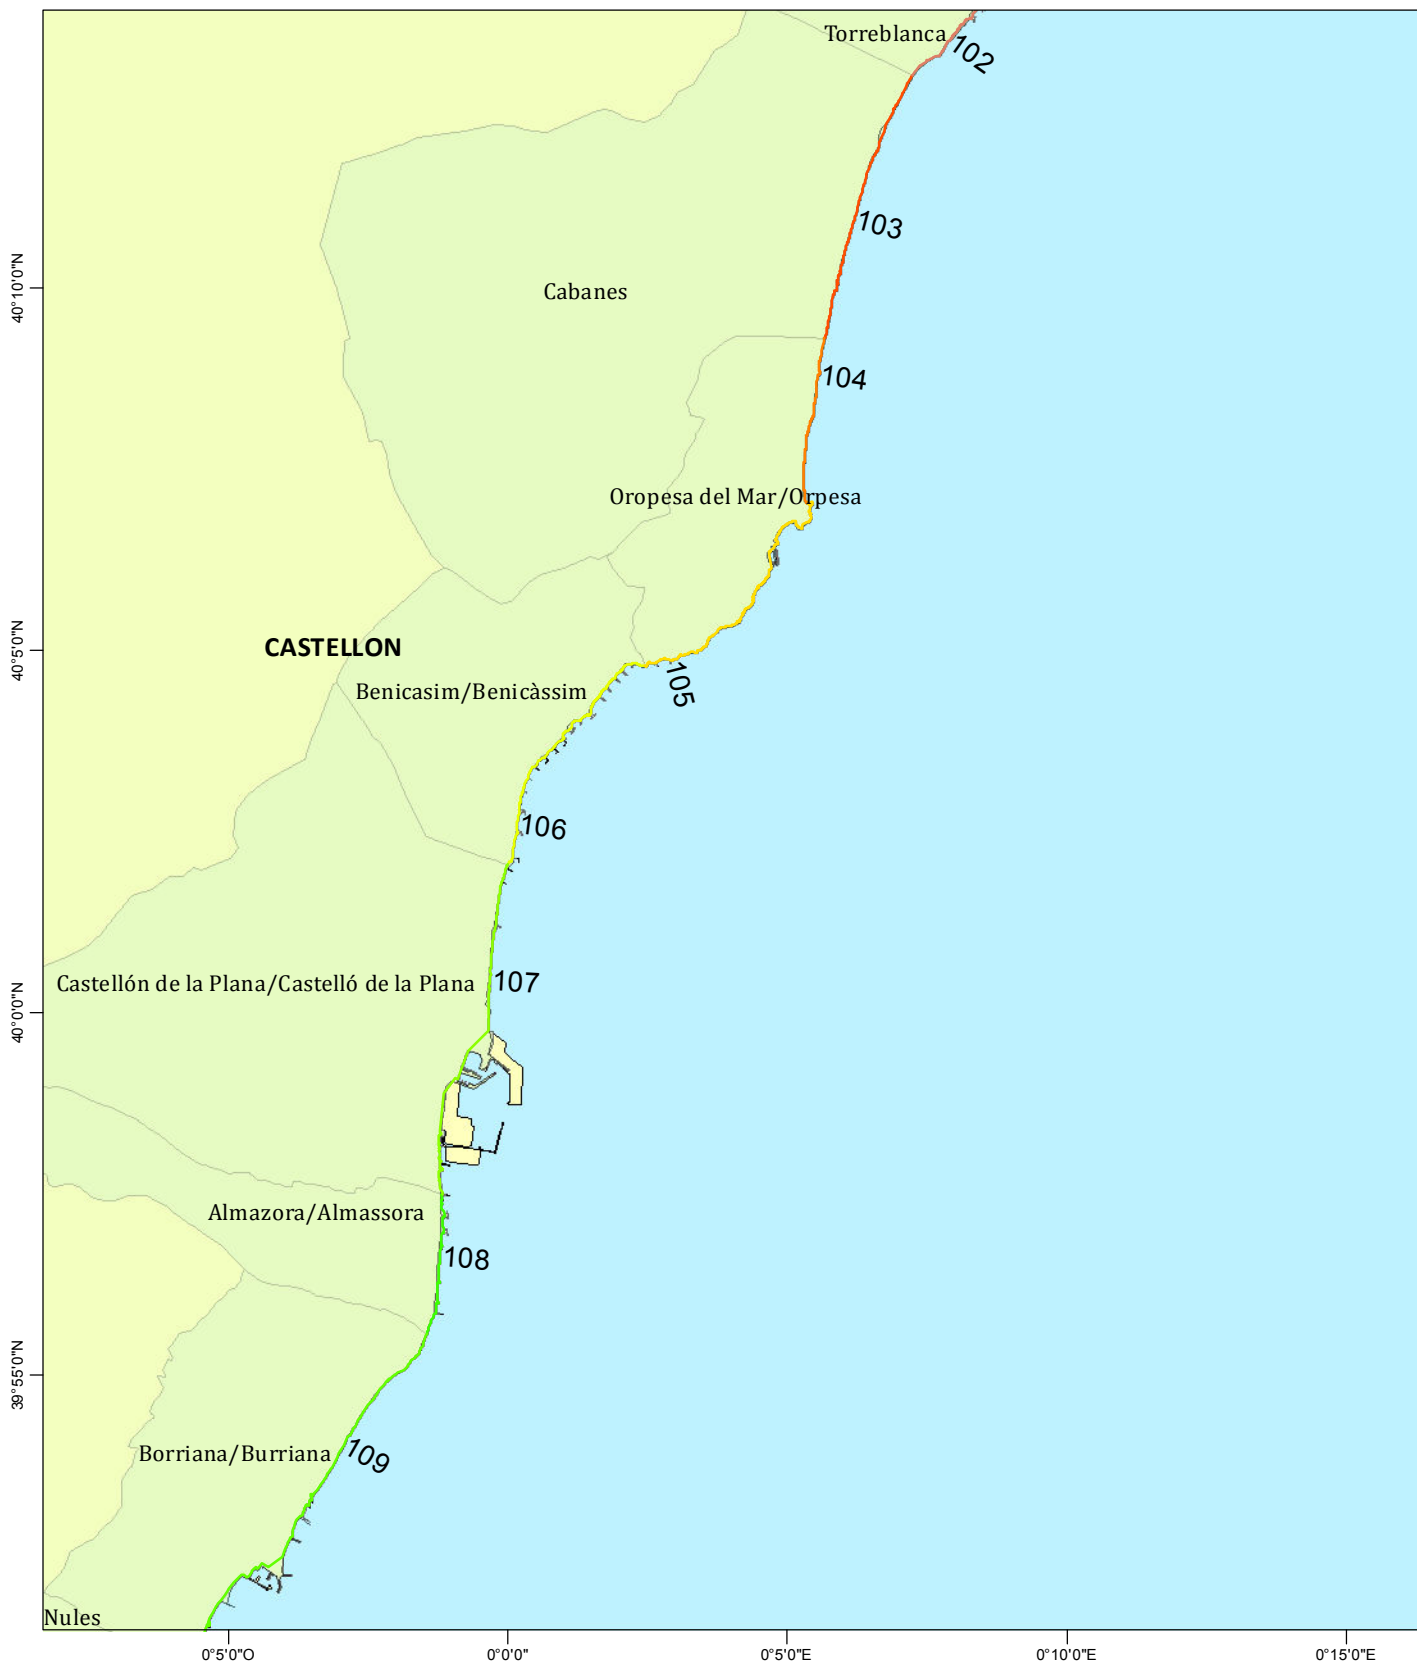 Torreblanca
102
103
40°10'0"N
Cabanes
104
Oropesa del Mar/Orpesa
40°5'0"N
CASTELLON
105
Benicasim/Benicàssim
106
Castellón de la Plana/Castelló de la Plana
107
40°0'0"N
Almazora/Almassora
108
39°55'0"N
Borriana/Burriana
109
Nules
0°5'0"O
0°0'0"
0°5'0"E
0°10'0"E
0°15'0"E